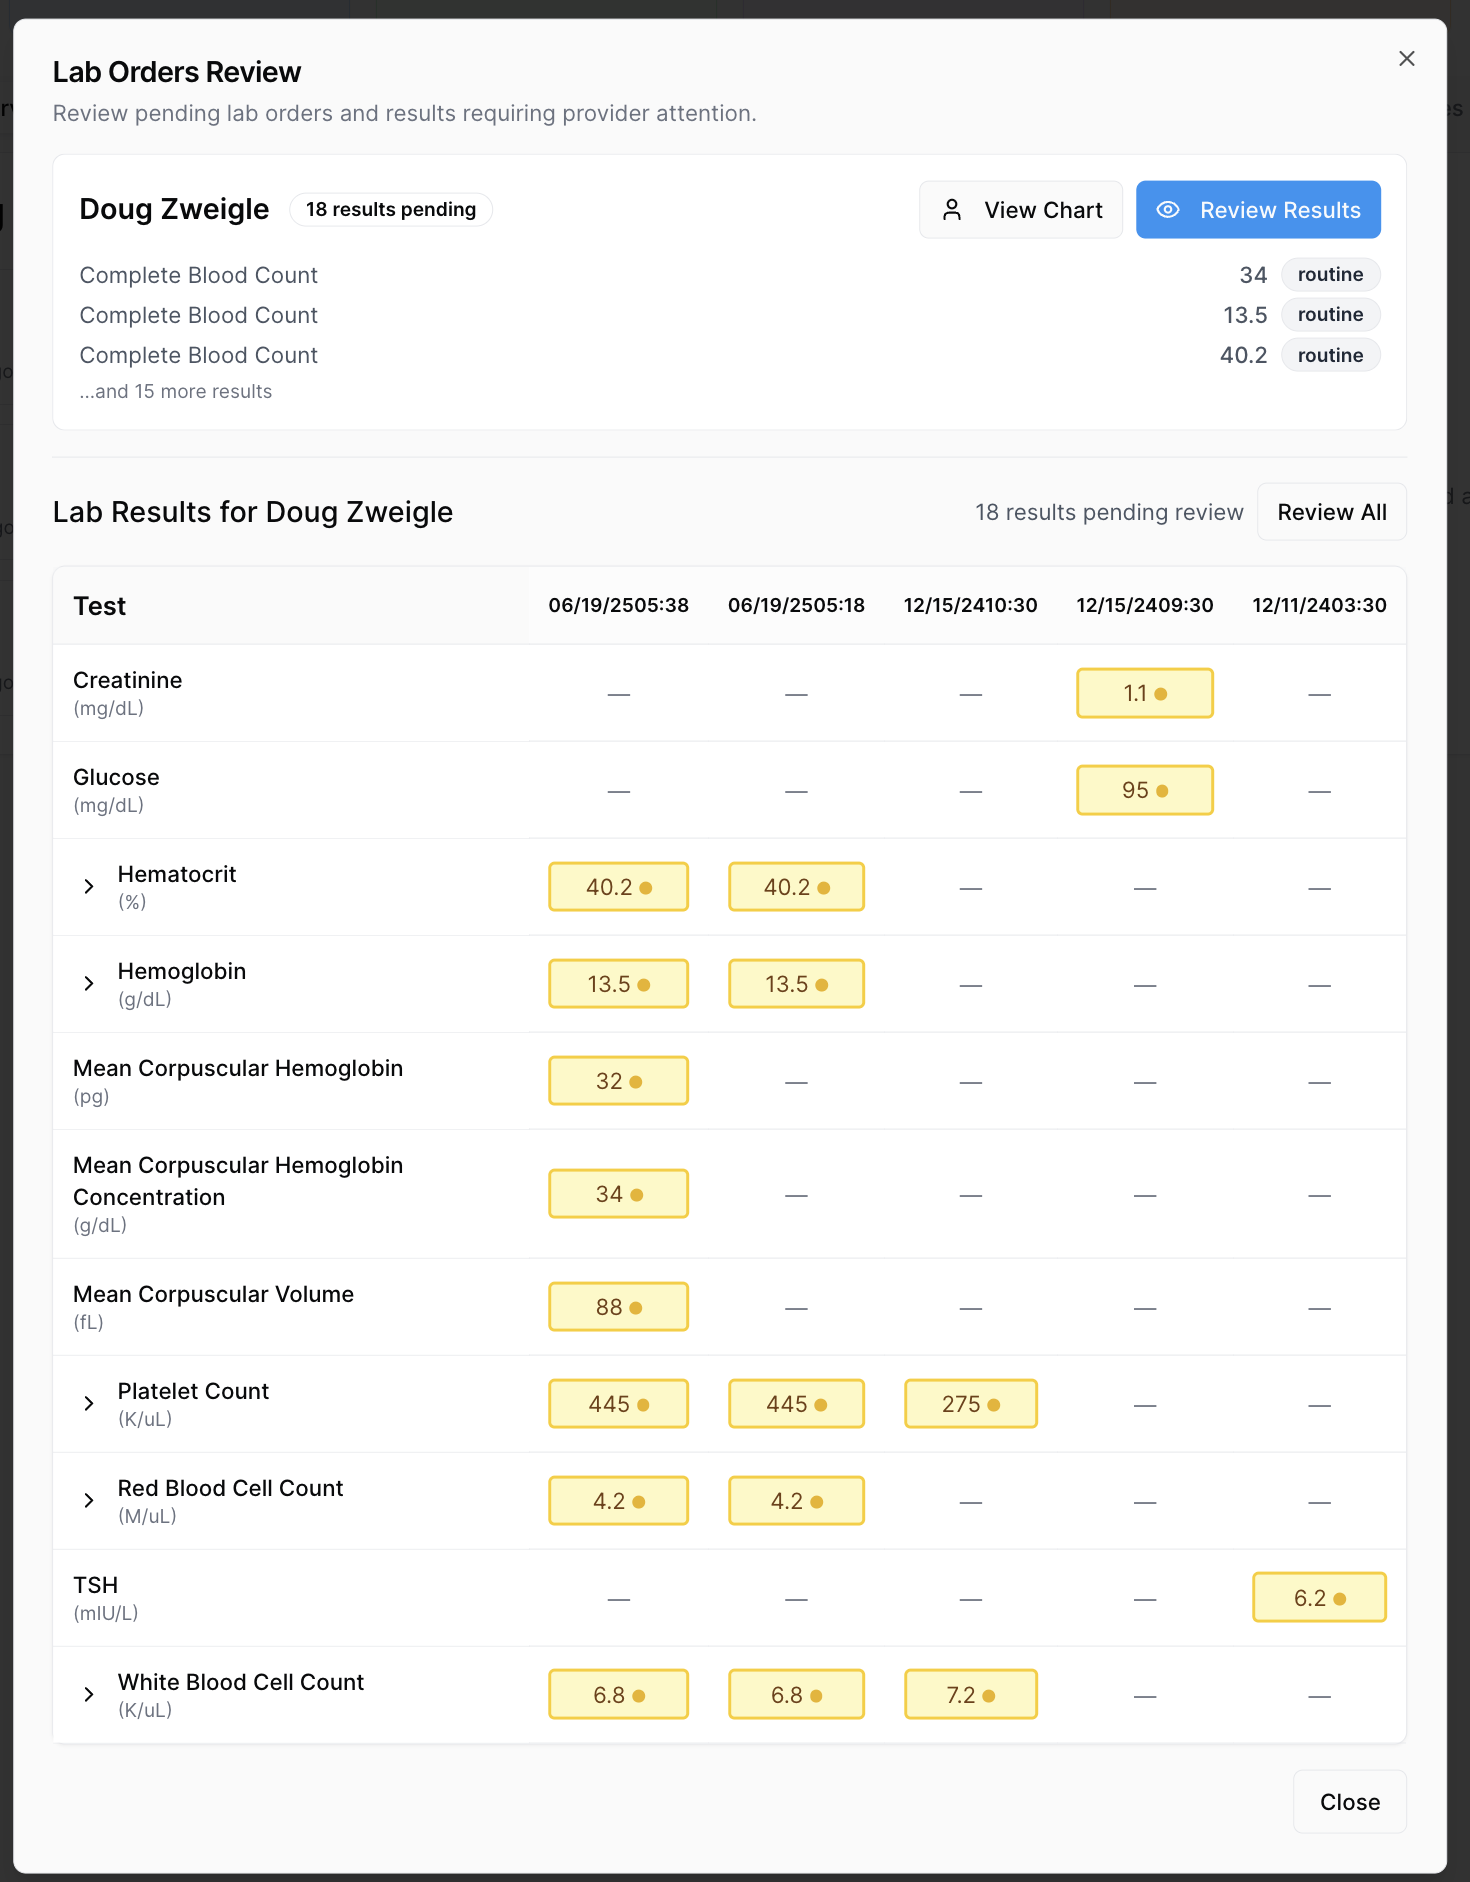 Lab Orders Review
Review pending lab orders and results requiring provider attention.
Doug Zweigle 18 results pending View Chart Review Results
Complete Blood Count 34 routine
Complete Blood Count 13.5 routine
Complete Blood Count 40.2 routine
...and 15 more results
Lab Results for Doug Zweigle 18 results pending review Review All
Test 06/19/2505:38 06/19/2505:18 12/15/2410:30 12/15/2409:30 12/11/2403:30
Creatinine
(mg/dL) — — — 1.1 —
Glucose
(mg/dL) — — — 95 —
Hematocrit
(%) 40.2 40.2 — — —
Hemoglobin
(g/dL) 13.5 13.5 — — —
Mean Corpuscular Hemoglobin
(pg) 32 — — — —
Mean Corpuscular Hemoglobin
Concentration 34 — — — —
(g/dL)
Mean Corpuscular Volume
(fL) 88 — — — —
Platelet Count
(K/uL) 445 445 275 — —
Red Blood Cell Count
(M/uL) 4.2 4.2 — — —
TSH
(mIU/L) — — — — 6.2
White Blood Cell Count
(K/uL) 6.8 6.8 7.2 — —
Close